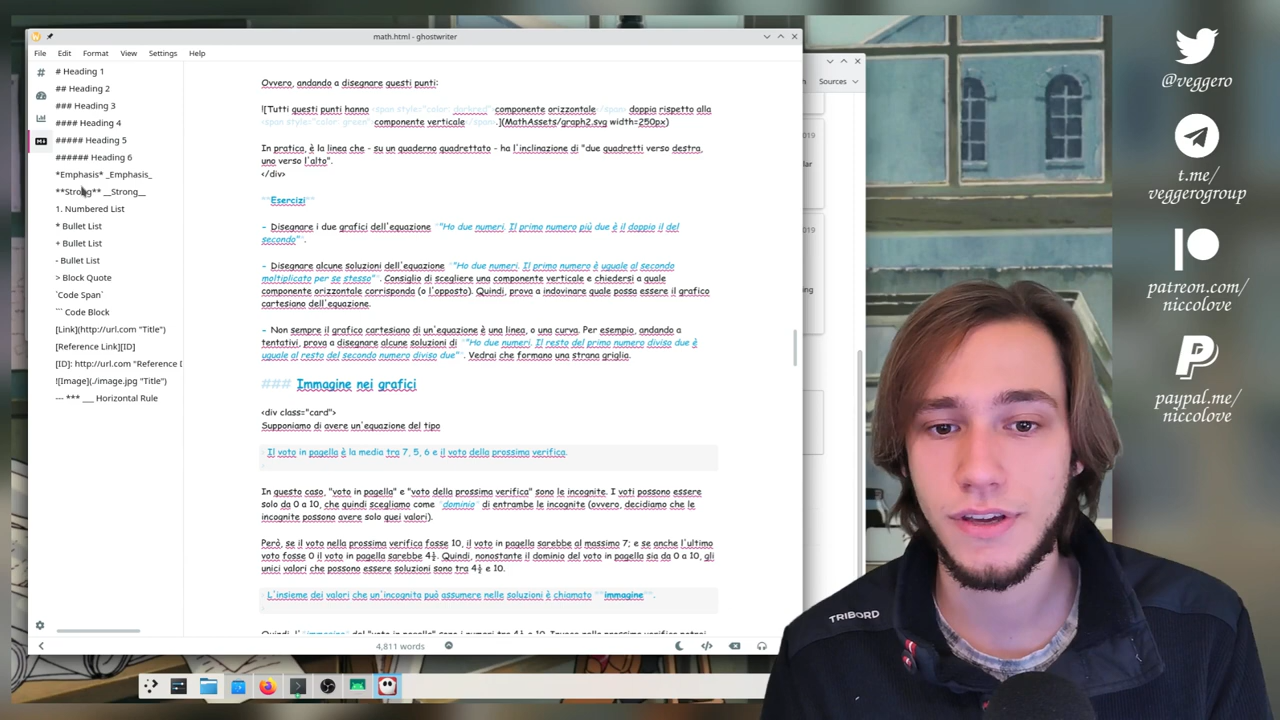 math.html - ghostwriter
File Edit Format View Settings Help
Sources
# Heading 1
## Heading 2
### Heading 3
#### Heading 4
##### Heading 5
###### Heading 6
*Emphasis* _Emphasis_
**Strong** __Strong__
1. Numbered List
* Bullet List
+ Bullet List
- Bullet List
> Block Quote
`Code Span`
``` Code Block
[Link](http://url.com "Title")
[Reference Link][ID]
[ID]: http://url.com "Reference
![Image](./image.jpg "Title")
--- *** ___ Horizontal Rule
Ovvero, andando a disegnare questi punti:
![Tutti questi punti hanno <span style="color: darkred">componente orizzontale</span> doppia rispetto alla
<span style="color: green">componente verticale</span>.](MathAssets/graph2.svg width=250px)
In pratica, è la linea che - su un quaderno quadrettato - ha l'inclinazione di "due quadretti verso destra,
uno verso l'alto".
</div>
**Esercizi**
- Disegnare i due grafici dell'equazione *"Ho due numeri. Il primo numero più due è il doppio il del
secondo"*.
- Disegnare alcune soluzioni dell'equazione *"Ho due numeri. Il primo numero è uguale al secondo
moltiplicato per se stesso"*. Consiglio di scegliere una componente verticale e chiedersi a quale
componente orizzontale corrisponda (o l'opposto). Quindi, prova a indovinare quale possa essere il grafico
cartesiano dell'equazione.
- Non sempre il grafico cartesiano di un'equazione è una linea, o una curva. Per esempio, andando a
tentativi, prova a disegnare alcune soluzioni di *"Ho due numeri. Il resto del primo numero diviso due è
uguale al resto del secondo numero diviso due"*. Vedrai che formano una strana griglia.
### Immagine nei grafici
<div class="card">
Supponiamo di avere un'equazione del tipo
> Il voto in pagella è la media tra 7, 5, 6 e il voto della prossima verifica.
In questo caso, "voto in pagella" e "voto della prossima verifica" sono le incognite. I voti possono essere
solo da 0 a 10, che quindi scegliamo come *dominio* di entrambe le incognite (ovvero, decidiamo che le
incognite possono avere solo quei valori).
Però, se il voto nella prossima verifica fosse 10, il voto in pagella sarebbe al massimo 7; e se anche l'ultimo
voto fosse 0 il voto in pagella sarebbe 4½. Quindi, nonostante il dominio del voto in pagella sia da 0 a 10, gli
unici valori che possono essere soluzioni sono tra 4½ e 10.
> L'insieme dei valori che un'incognita può assumere nelle soluzioni è chiamato **immagine**.
4,811 words
@veggero
t.me/
veggerogroup
patreon.com/
niccolove
paypal.me/
niccolove
TRIBORD